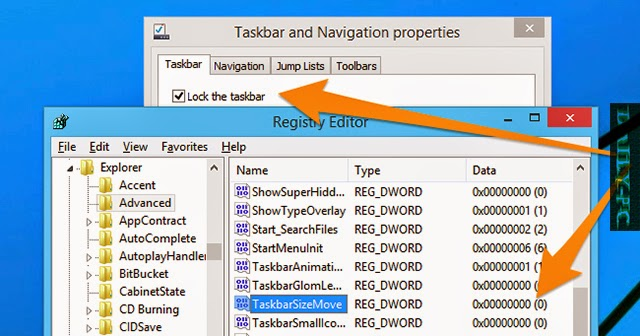 Taskbar and Navigation properties
Taskbar Navigation Jump Lists Toolbars
Lock the taskbar
Registry Editor
File Edit View Favorites Help
Explorer
Accent
Advanced
AppContract
AutoComplete
AutoplayHandler
BitBucket
CabinetState
CD Burning
CIDSave
Name Type Data
ShowSuperHidd... REG_DWORD 0x00000000 (0)
ShowTypeOverlay REG_DWORD 0x00000001 (1)
Start_SearchFiles REG_DWORD 0x00000002 (2)
StartMenuInit REG_DWORD 0x00000006 (6)
TaskbarAnimati... REG_DWORD 0x00000001 (1
TaskbarGlomLe... REG_DWORD 0x00000000
TaskbarSizeMove REG_DWORD 0x00000000 (0)
TaskbarSmallIco... REG_DWORD 0x00000000 (0)